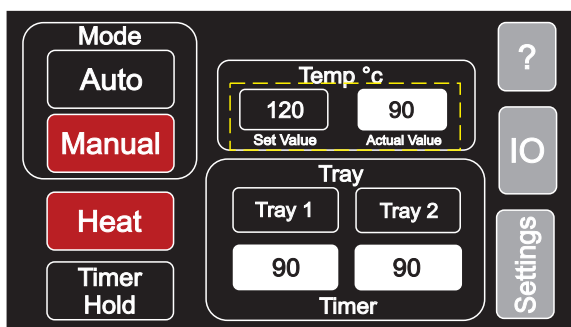 Mode
Auto
Manual
Heat
Timer
Hold
Temp °c
120
90
Set Value
Actual Value
Tray
Tray 1
Tray 2
90
90
Timer
?
IO
Settings